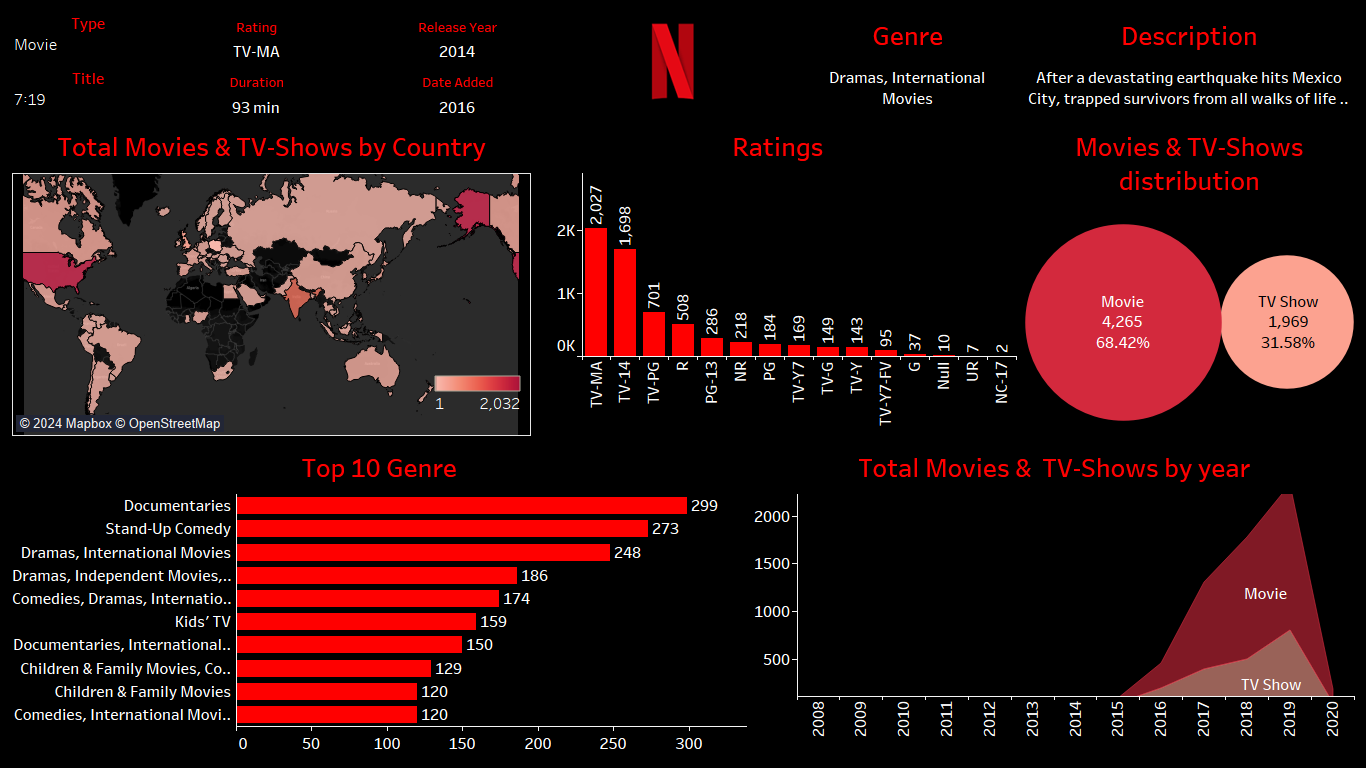 Type
Movie
Title
7:19
Rating
TV-MA
Duration
93 min
Release Year
2014
Date Added
2016
Genre
Dramas, International
Movies
Description
After a devastating earthquake hits Mexico
City, trapped survivors from all walks of life ..
Total Movies & TV-Shows by Country
1
2,032
© 2024 Mapbox © OpenStreetMap
Ratings
2K
1K
0K
2,027
1,698
701
508
286
218
184
169
149
143
95
37
10
7
2
TV-MA
TV-14
TV-PG
R
PG-13
NR
PG
TV-Y7
TV-G
TV-Y
TV-Y7-FV
G
Null
UR
NC-17
Movies & TV-Shows
distribution
Movie
4,265
68.42%
TV Show
1,969
31.58%
Top 10 Genre
Documentaries 299
Stand-Up Comedy 273
Dramas, International Movies 248
Dramas, Independent Movies,.. 186
Comedies, Dramas, Internatio.. 174
Kids’ TV 159
Documentaries, International.. 150
Children & Family Movies, Co.. 129
Children & Family Movies 120
Comedies, International Movi.. 120
0 50 100 150 200 250 300
Total Movies & TV-Shows by year
2000
1500
1000
500
Movie
TV Show
2008
2009
2010
2011
2012
2013
2014
2015
2016
2017
2018
2019
2020